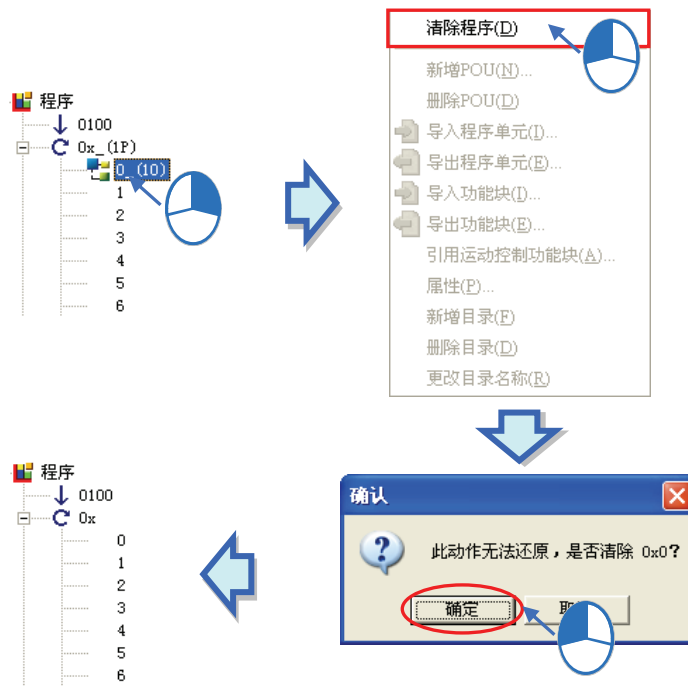 程序
0100
0x_(1P)
0_(10)
1
2
3
4
5
6
清除程序(D)
新增POU(N)...
删除POU(D)
导入程序单元(I)...
导出程序单元(E)...
导入功能块(I)...
导出功能块(E)...
引用运动控制功能块(A)...
属性(P)...
新增目录(F)
删除目录(D)
更改目录名称(R)
确认
此动作无法还原，是否清除 0x0?
确定
取
程序
0100
0x
0
1
2
3
4
5
6